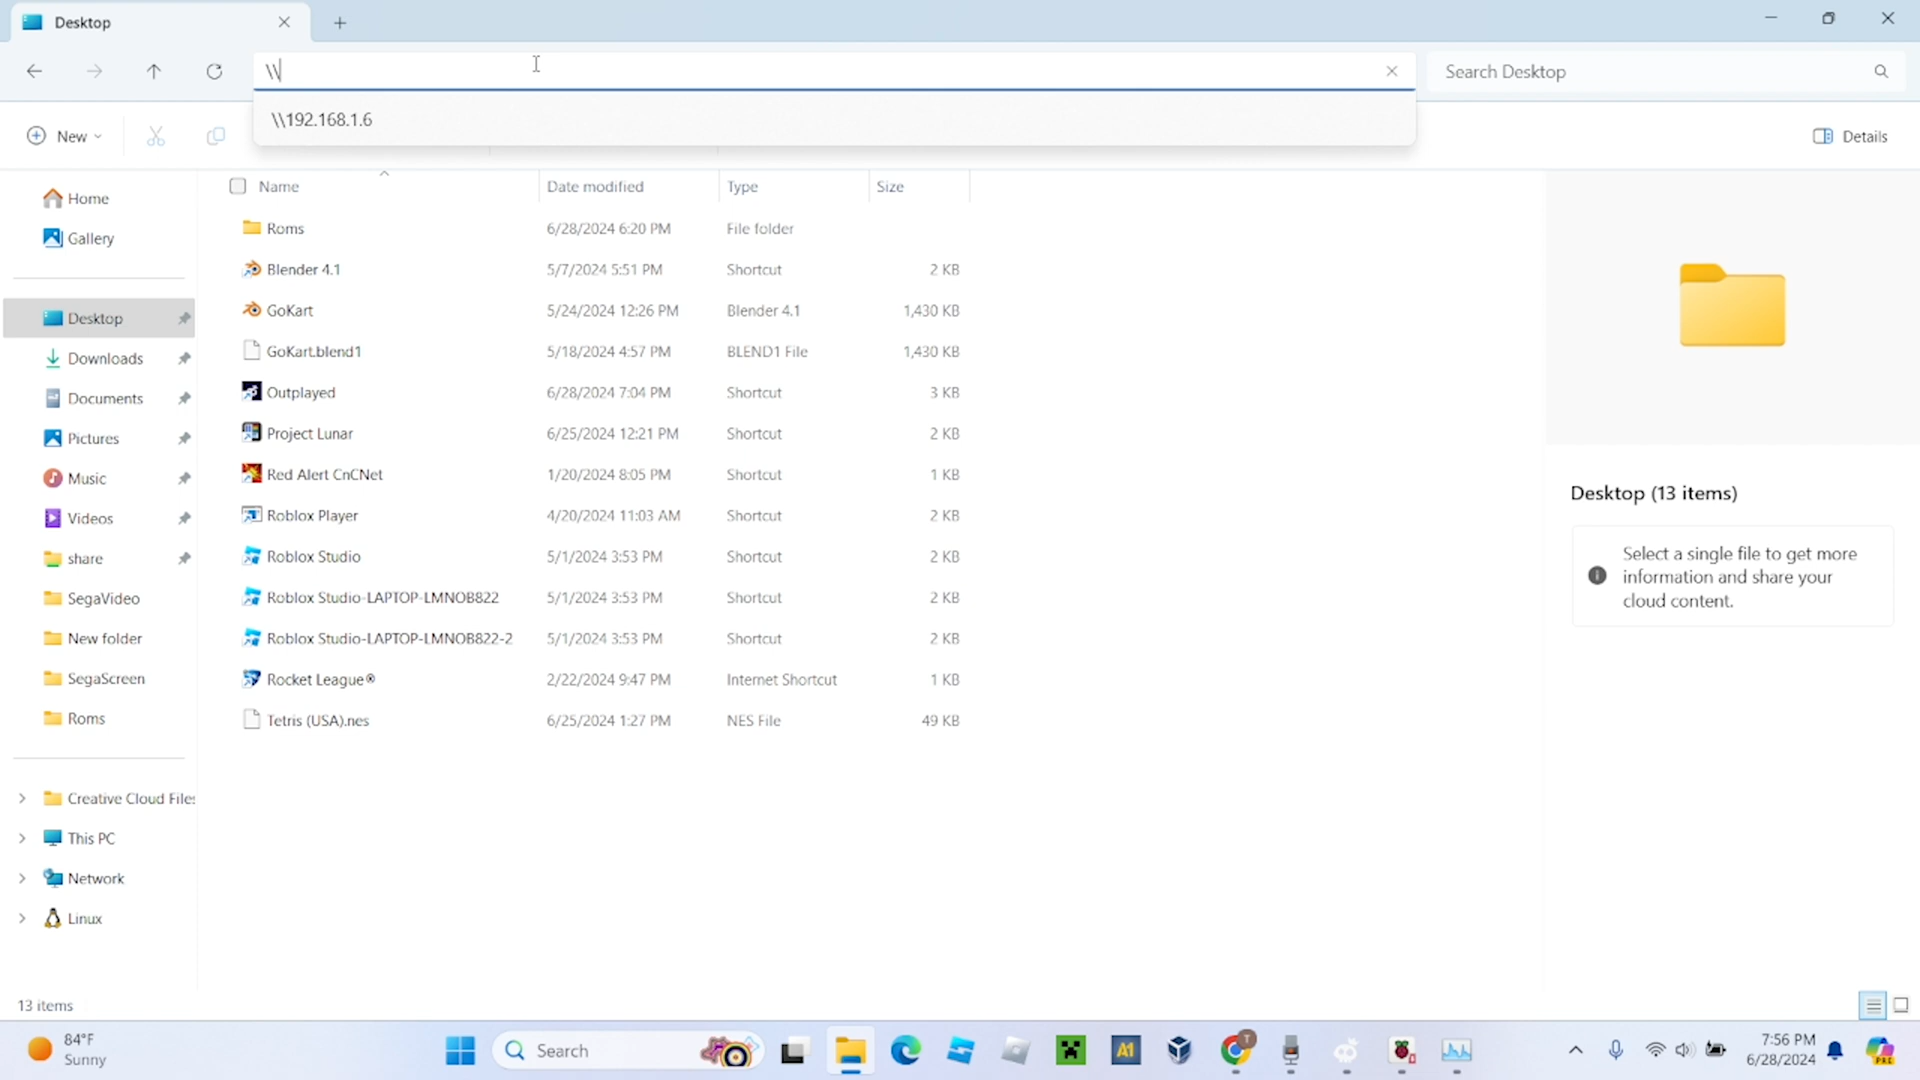 Desktop
\\
Search Desktop
\\192.168.1.6
New
Details
Name Date modified Type Size
Home
Gallery
Desktop
Downloads
Documents
Pictures
Music
Videos
share
SegaVideo
New folder
SegaScreen
Roms
Creative Cloud Files
This PC
Network
Linux
Roms 6/28/2024 6:20 PM File folder
Blender 4.1 5/7/2024 5:51 PM Shortcut 2 KB
GoKart 5/24/2024 12:26 PM Blender 4.1 1,430 KB
GoKart.blend1 5/18/2024 4:57 PM BLEND1 File 1,430 KB
Outplayed 6/28/2024 7:04 PM Shortcut 3 KB
Project Lunar 6/25/2024 12:21 PM Shortcut 2 KB
Red Alert CnCNet 1/20/2024 8:05 PM Shortcut 1 KB
Roblox Player 4/20/2024 11:03 AM Shortcut 2 KB
Roblox Studio 5/1/2024 3:53 PM Shortcut 2 KB
Roblox Studio-LAPTOP-LMNOB822 5/1/2024 3:53 PM Shortcut 2 KB
Roblox Studio-LAPTOP-LMNOB822-2 5/1/2024 3:53 PM Shortcut 2 KB
Rocket League® 2/22/2024 9:47 PM Internet Shortcut 1 KB
Tetris (USA).nes 6/25/2024 1:27 PM NES File 49 KB
Desktop (13 items)
Select a single file to get more
information and share your
cloud content.
13 items
84°F
Sunny
Search
A1
T
7:56 PM
6/28/2024
PRE